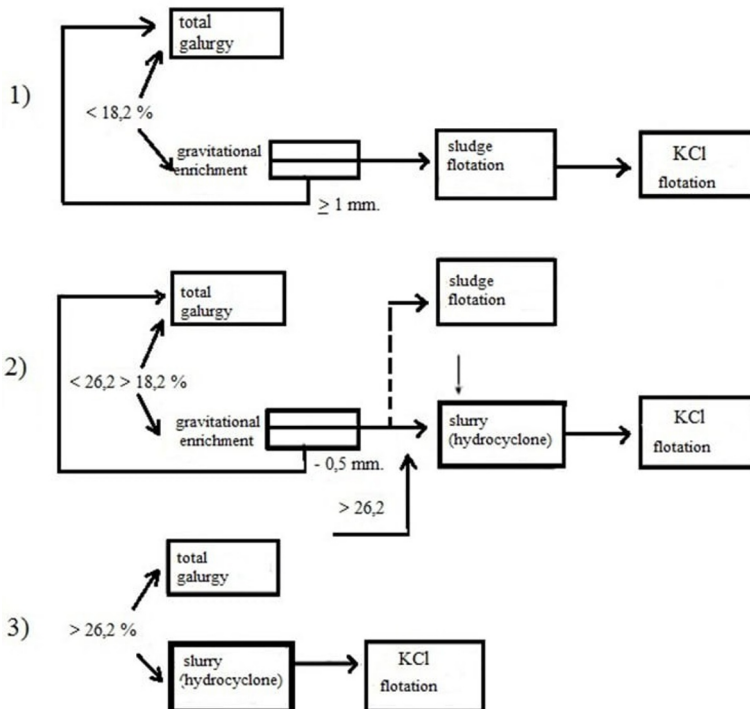 total
galurgy
1)
< 18,2 %
gravitational
enrichment
sludge
flotation
KCl
flotation
≥ 1 mm.
total
galurgy
sludge
flotation
2)
< 26,2 > 18,2 %
gravitational
enrichment
slurry
(hydrocyclone)
KCl
flotation
- 0,5 mm.
> 26,2
total
galurgy
3)
> 26,2 %
slurry
(hydrocyclone)
KCl
flotation